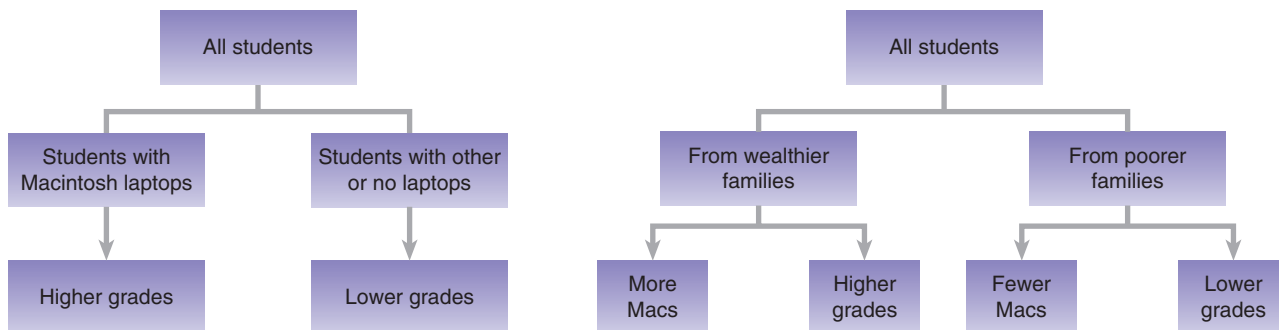 All students
Students with
Macintosh laptops
Students with other
or no laptops
Higher grades
Lower grades
All students
From wealthier
families
From poorer
families
More
Macs
Higher
grades
Fewer
Macs
Lower
grades